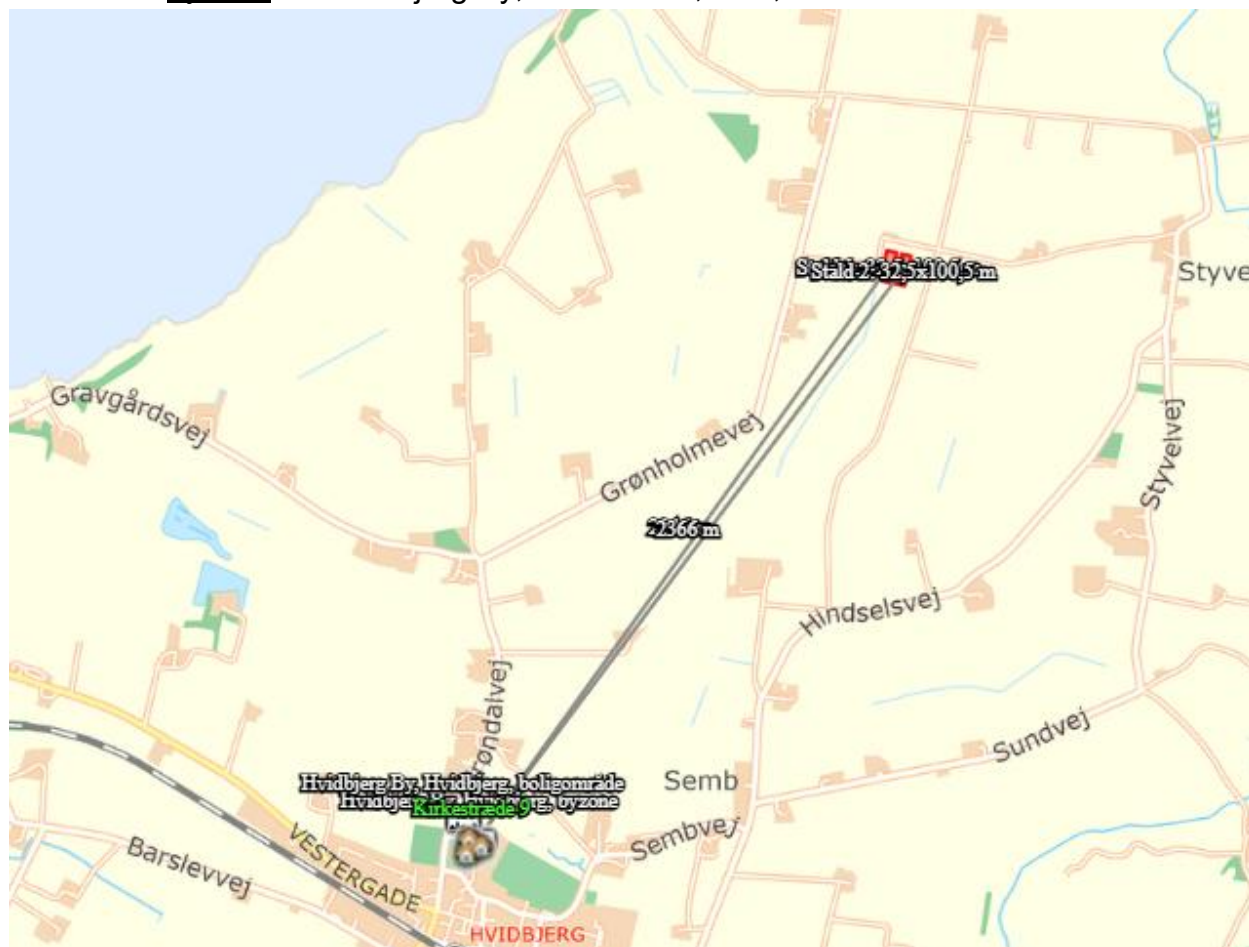 Styve
Stald 2: 32,5x100,5 m
Gravgårdsvej
Grønholmevej
Styvelvej
2366 m
Hindselsvej
Sundvej
Semb
Hvidbjerg By, Hvidbjerg, boligområde
byzone
Kirkestræde 9
Sembvej
VESTERGADE
Barslevvej
HVIDBJERG